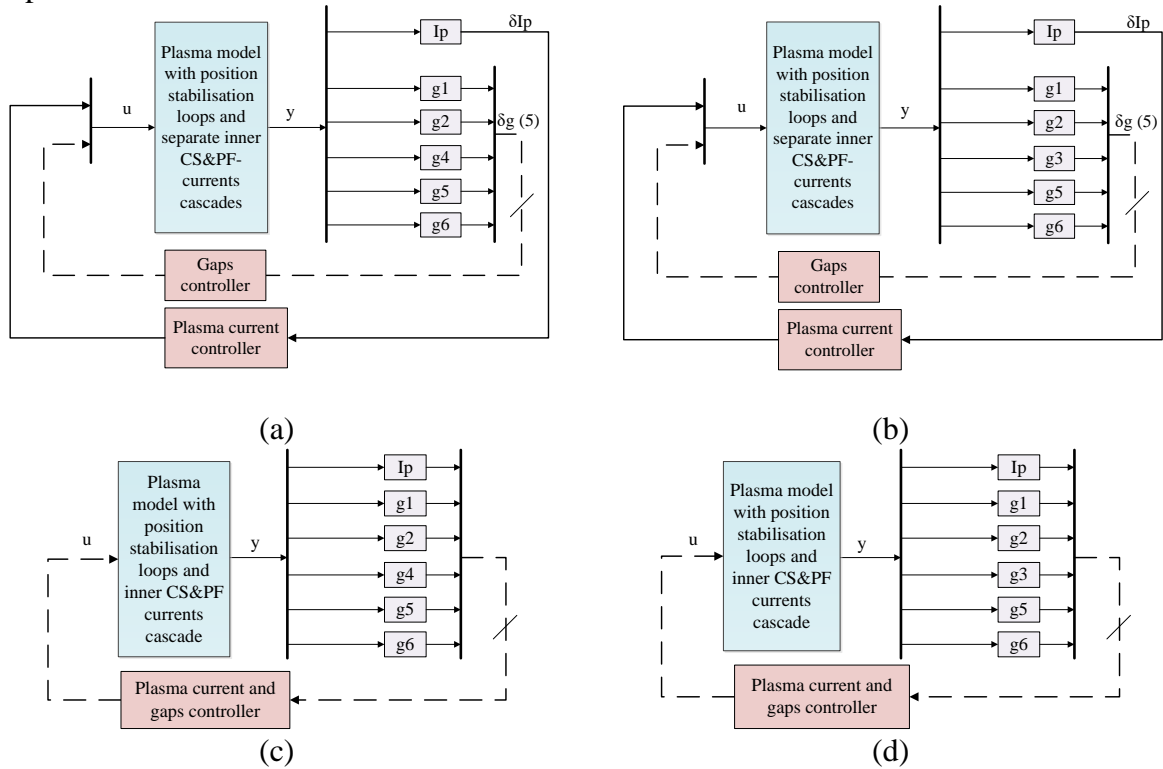 δIp
Ip
Plasma model
with position
stabilisation
loops and
separate inner
CS&PF-
currents
cascades
u
y
g1
g2
g4
g5
g6
δg (5)
Gaps
controller
Plasma current
controller
(a)
δIp
Ip
Plasma model
with position
stabilisation
loops and
separate inner
CS&PF-
currents
cascades
u
y
g1
g2
g3
g5
g6
δg (5)
Gaps
controller
Plasma current
controller
(b)
Plasma
model with
position
stabilisation
loops and
inner CS&PF
currents
cascade
u
y
Ip
g1
g2
g4
g5
g6
Plasma current and
gaps controller
(c)
Plasma model
with position
stabilisation
loops and
inner CS&PF
currents
cascade
u
y
Ip
g1
g2
g3
g5
g6
Plasma current and
gaps controller
(d)